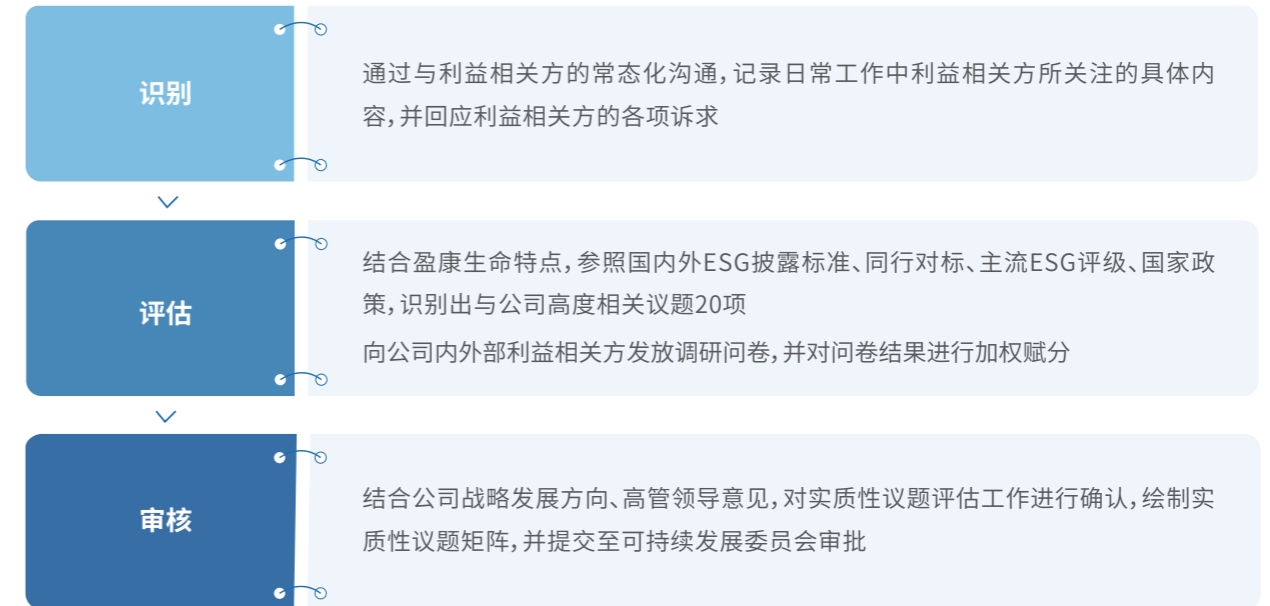 识别
通过与利益相关方的常态化沟通，记录日常工作中利益相关方所关注的具体内
容，并回应利益相关方的各项诉求
评估
结合盈康生命特点，参照国内外ESG披露标准、同行对标、主流ESG评级、国家政
策，识别出与公司高度相关议题20项
向公司内外部利益相关方发放调研问卷，并对问卷结果进行加权赋分
审核
结合公司战略发展方向、高管领导意见，对实质性议题评估工作进行确认，绘制实
质性议题矩阵，并提交至可持续发展委员会审批